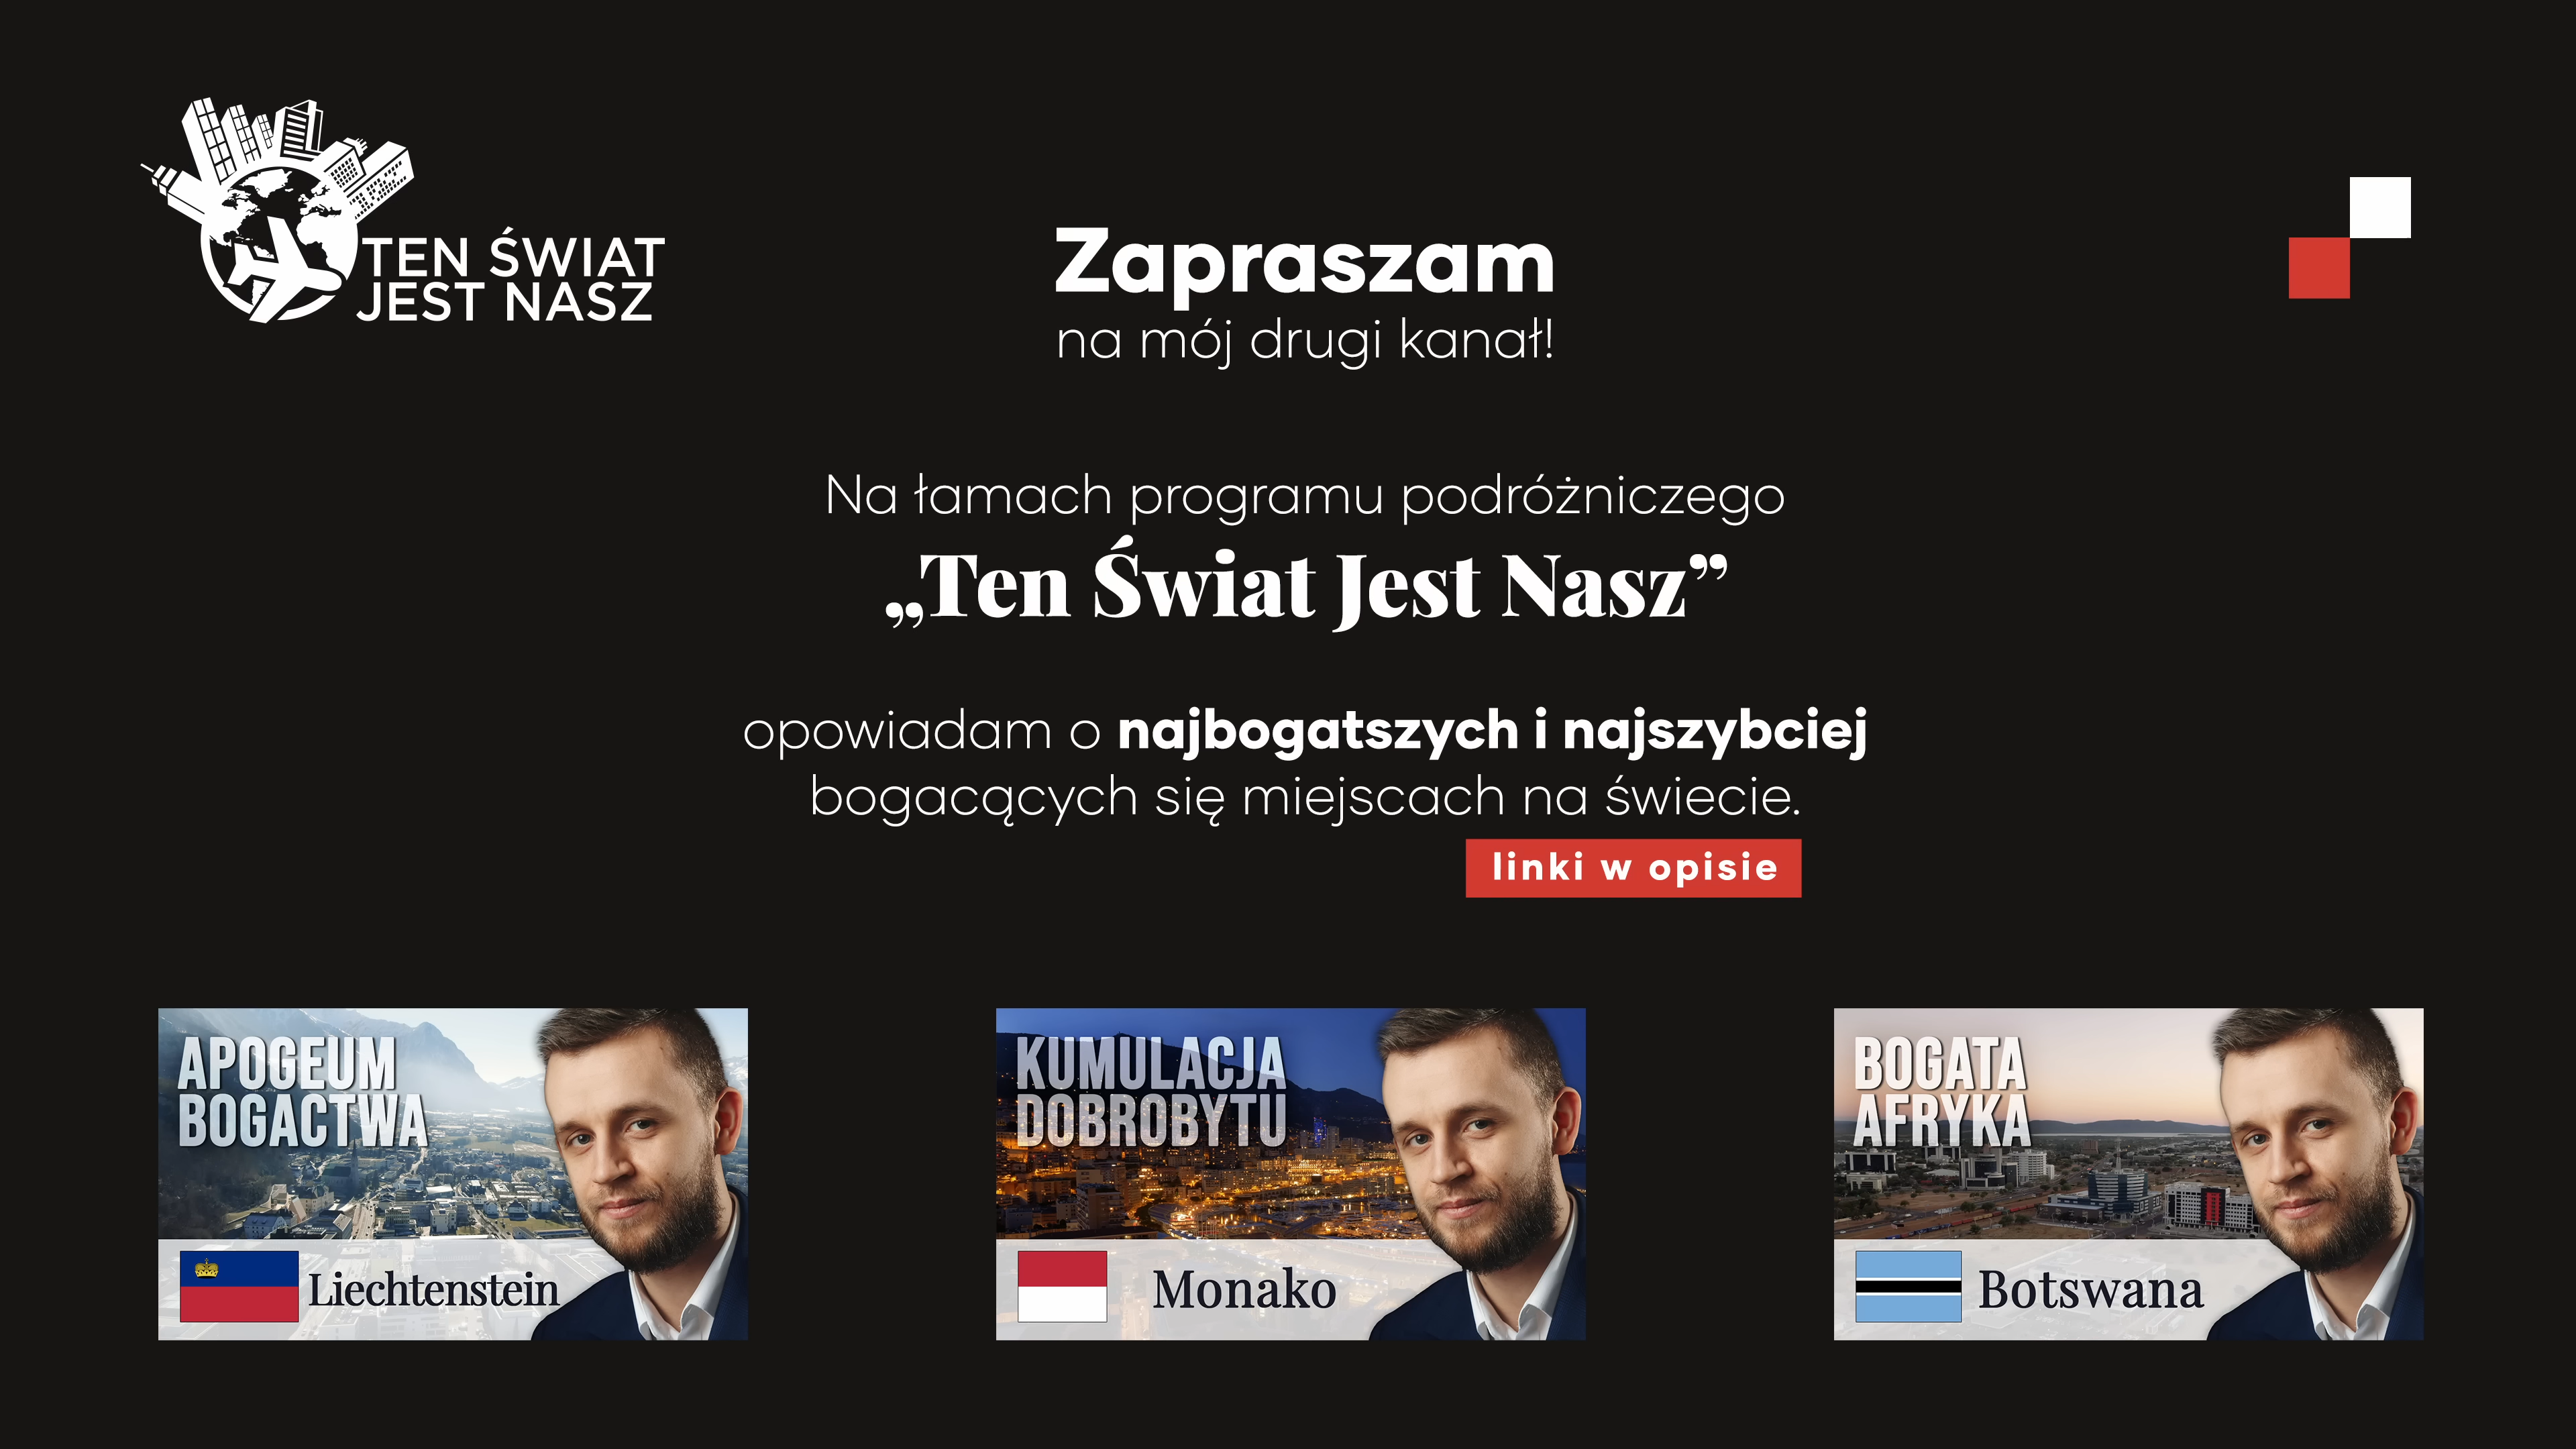 TEN ŚWIAT
JEST NASZ
Zapraszam
na mój drugi kanał!
Na łamach programu podróżniczego
„Ten Świat Jest Nasz”
opowiadam o najbogatszych i najszybciej
bogacących się miejscach na świecie.
linki w opisie
APOGEUM
BOGACTWA
Liechtenstein
KUMULACJA
DOBROBYTU
Monako
BOGATA
AFRYKA
Botswana